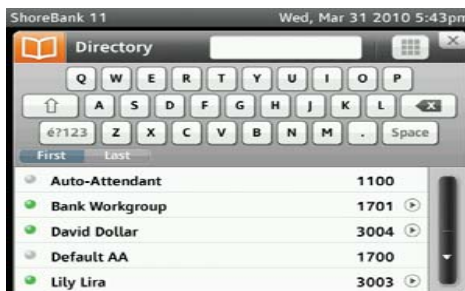 ShoreBank 11 Wed, Mar 31 2010 5:43pm
Directory
Q W E R T Y U I O P
A S D F G H J K L
é?123 Z X C V B N M . Space
First Last
Auto-Attendant 1100
Bank Workgroup 1701
David Dollar 3004
Default AA 1700
Lily Lira 3003